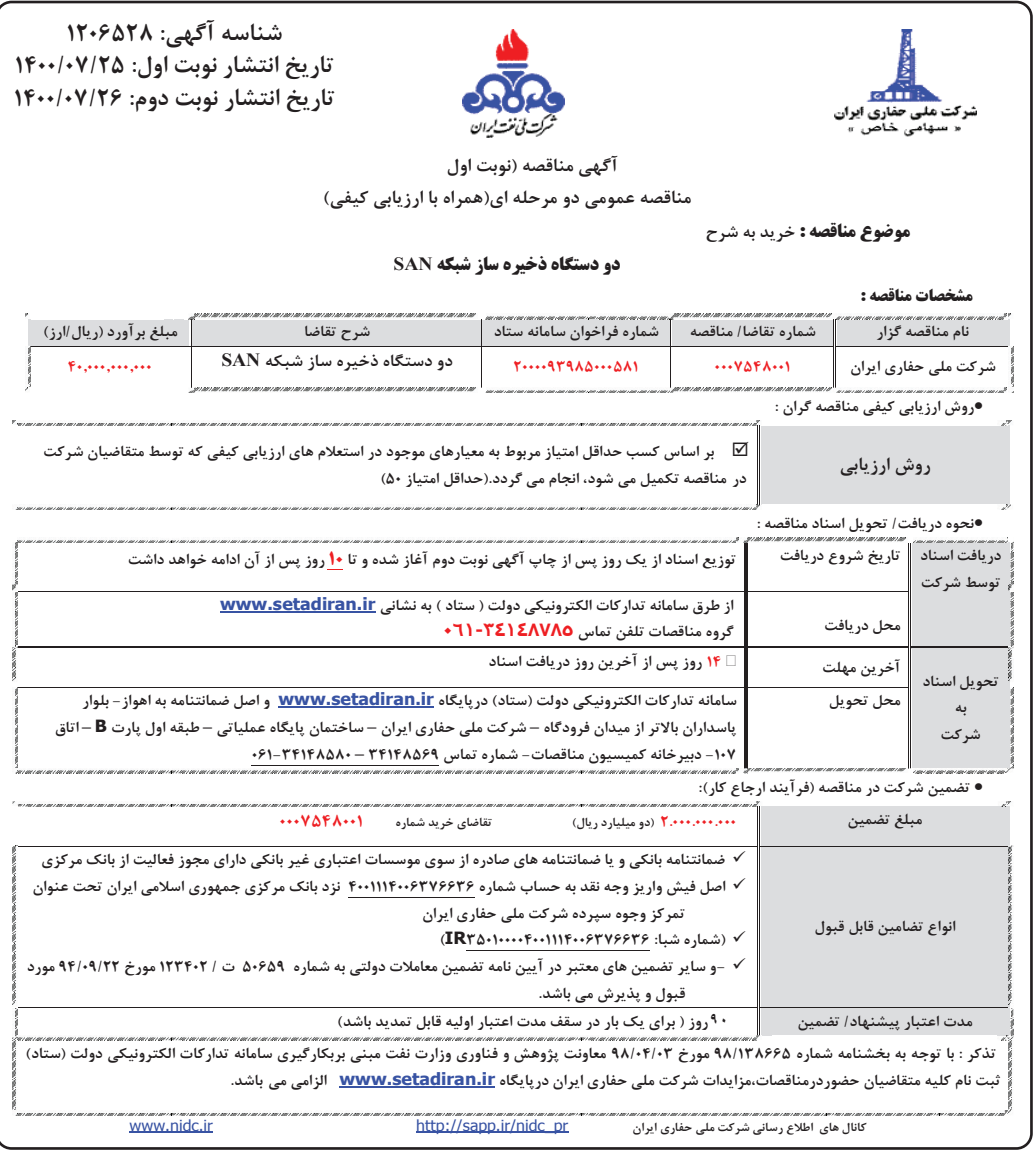 شناسه آگهی: ۱۲۰۶۵۲۸
تاریخ انتشار نوبت اول: ۱۴۰۰/۰۷/۲۵
تاریخ انتشار نوبت دوم: ۱۴۰۰/۰۷/۲۶
شرکت ملی نفت ایران
شرکت ملی حفاری ایران
« سهامی خاص »
آگهی مناقصه (نوبت اول
مناقصه عمومی دو مرحله ای(همراه با ارزیابی کیفی)
موضوع مناقصه : خرید به شرح
دو دستگاه ذخیره ساز شبکه SAN
مشخصات مناقصه :
نام مناقصه گزار شماره تقاضا/ مناقصه شماره فراخوان سامانه ستاد شرح تقاضا مبلغ برآورد (ریال/ارز)
شرکت ملی حفاری ایران ۰۰۰۷۵۴۸۰۰۱ ۲۰۰۰۰۹۳۹۸۵۰۰۰۵۸۱ دو دستگاه ذخیره ساز شبکه SAN ۴۰,۰۰۰,۰۰۰,۰۰۰
●روش ارزیابی کیفی مناقصه گران :
روش ارزیابی
☑ بر اساس کسب حداقل امتیاز مربوط به معیارهای موجود در استعلام های ارزیابی کیفی که توسط متقاضیان شرکت
در مناقصه تکمیل می شود، انجام می گردد.(حداقل امتیاز ۵۰)
●نحوه دریافت/ تحویل اسناد مناقصه :
دریافت اسناد
توسط شرکت
تاریخ شروع دریافت
توزیع اسناد از یک روز پس از چاپ آگهی نوبت دوم آغاز شده و تا ۱۰ روز پس از آن ادامه خواهد داشت
محل دریافت
از طرق سامانه تدارکات الکترونیکی دولت ( ستاد ) به نشانی www.setadiran.ir
گروه مناقصات تلفن تماس ۰۶۱-۳٤۱٤۸۷۸۵
تحویل اسناد
به
شرکت
آخرین مهلت
□ ۱۴ روز پس از آخرین روز دریافت اسناد
محل تحویل
سامانه تدارکات الکترونیکی دولت (ستاد) درپایگاه www.setadiran.ir و اصل ضمانتنامه به اهواز- بلوار
پاسداران بالاتر از میدان فرودگاه – شرکت ملی حفاری ایران – ساختمان پایگاه عملیاتی – طبقه اول پارت B – اتاق
۱۰۷- دبیرخانه کمیسیون مناقصات- شماره تماس ۳۴۱۴۸۵۶۹ – ۳۴۱۴۸۵۸۰-۰۶۱
● تضمین شرکت در مناقصه (فرآیند ارجاع کار):
مبلغ تضمین
۲.۰۰۰.۰۰۰.۰۰۰ (دو میلیارد ریال) تقاضای خرید شماره ۰۰۰۷۵۴۸۰۰۱
انواع تضامین قابل قبول
✓ ضمانتنامه بانکی و یا ضمانتنامه های صادره از سوی موسسات اعتباری غیر بانکی دارای مجوز فعالیت از بانک مرکزی
✓ اصل فیش واریز وجه نقد به حساب شماره ۴۰۰۱۱۱۴۰۰۶۳۷۶۶۳۶ نزد بانک مرکزی جمهوری اسلامی ایران تحت عنوان
تمرکز وجوه سپرده شرکت ملی حفاری ایران
✓ (شماره شبا: IR۳۵۰۱۰۰۰۰۴۰۰۱۱۱۴۰۰۶۳۷۶۶۳۶)
✓ -و سایر تضمین های معتبر در آیین نامه تضمین معاملات دولتی به شماره ۵۰۶۵۹ ت / ۱۲۳۴۰۲ مورخ ۹۴/۰۹/۲۲ مورد
قبول و پذیرش می باشد.
مدت اعتبار پیشنهاد/ تضمین
۹۰روز ( برای یک بار در سقف مدت اعتبار اولیه قابل تمدید باشد)
تذکر : با توجه به بخشنامه شماره ۹۸/۱۳۸۶۶۵ مورخ ۹۸/۰۴/۰۳ معاونت پژوهش و فناوری وزارت نفت مبنی بربکارگیری سامانه تدارکات الکترونیکی دولت (ستاد)
ثبت نام کلیه متقاضیان حضوردرمناقصات،مزایدات شرکت ملی حفاری ایران درپایگاه www.setadiran.ir الزامی می باشد.
کانال های اطلاع رسانی شرکت ملی حفاری ایران http://sapp.ir/nidc_pr www.nidc.ir